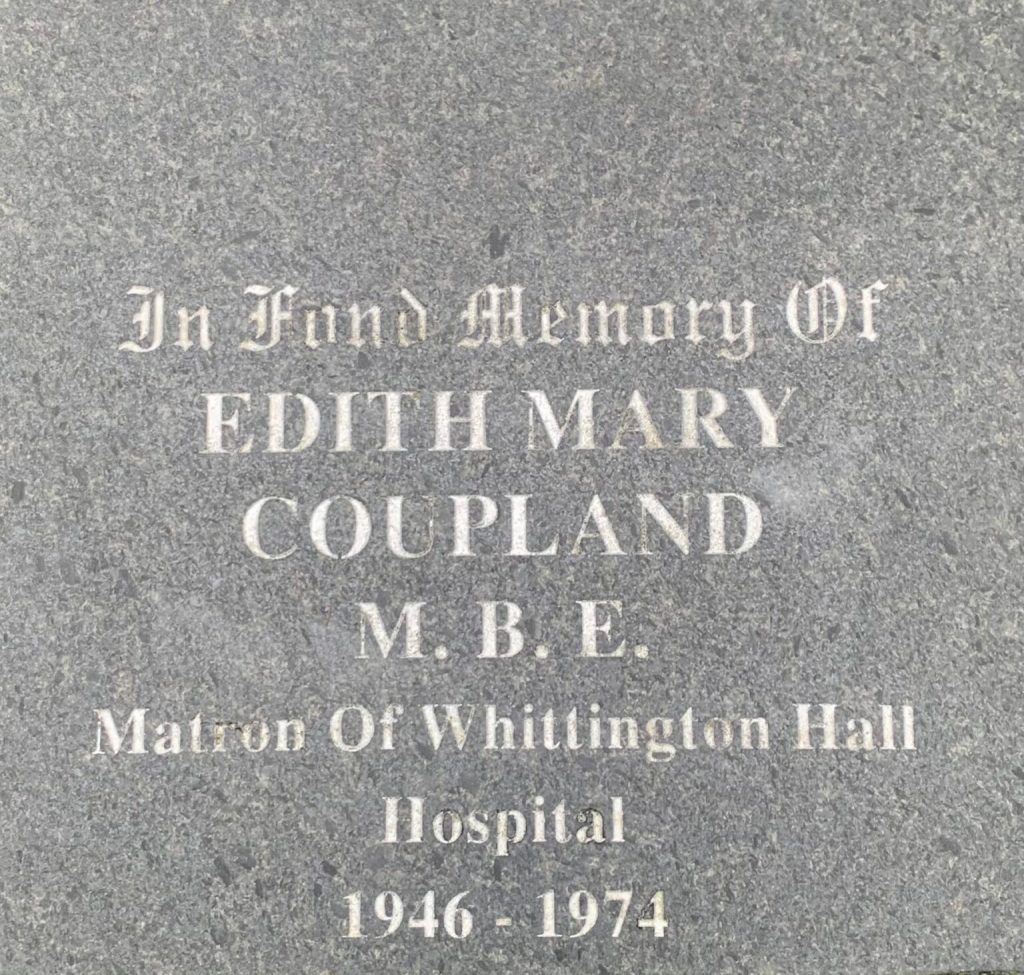 In Fond Memory Of
EDITH MARY
COUPLAND
M. B. E.
Matron Of Whittington Hall
Hospital
1946 - 1974